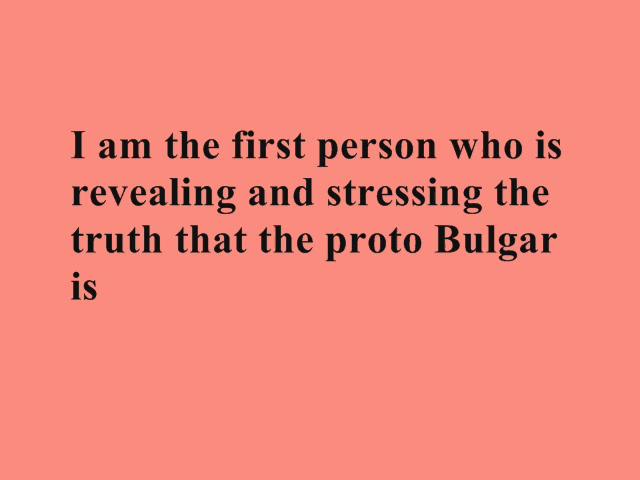 I am the first person who is
revealing and stressing the
truth that the proto Bulgar
is